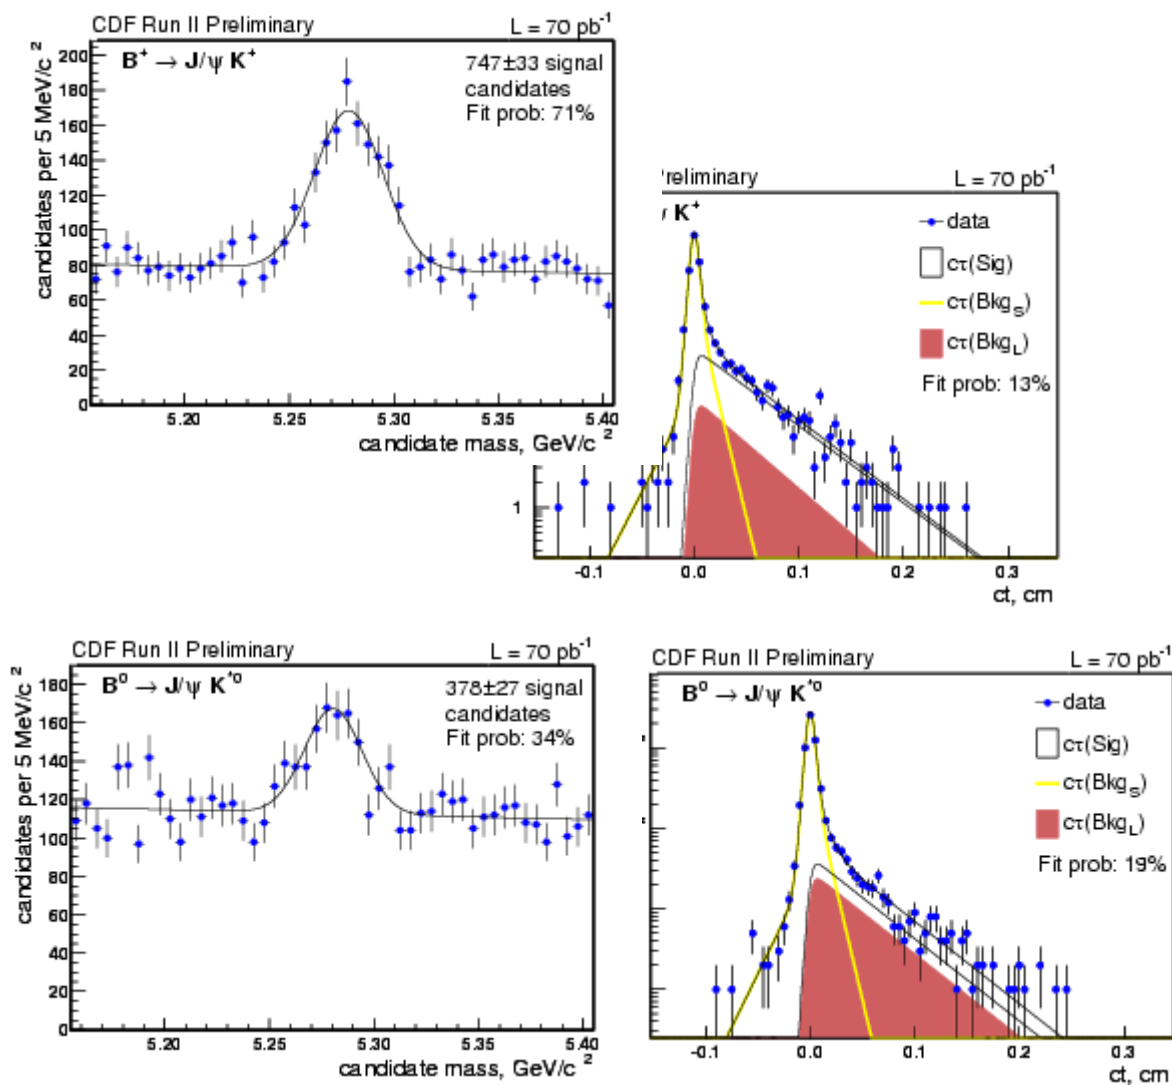 CDF Run II Preliminary L = 70 pb⁻¹
B⁺ → J/ψ K⁺
747±33 signal
candidates
Fit prob: 71%
candidates per 5 MeV/c²
200
180
160
140
120
100
80
60
40
20
0
5.20 5.25 5.30 5.35 5.40
candidate mass, GeV/c²
Preliminary L = 70 pb⁻¹
K⁺
data
cτ(Sig)
cτ(Bkg_S)
cτ(Bkg_L)
Fit prob: 13%
1
-0.1 0.0 0.1 0.2 0.3
ct, cm
CDF Run II Preliminary L = 70 pb⁻¹
B⁰ → J/ψ K*⁰
378±27 signal
candidates
Fit prob: 34%
candidates per 5 MeV/c²
180
160
140
120
100
80
60
40
20
0
5.20 5.25 5.30 5.35 5.40
candidate mass, GeV/c²
CDF Run II Preliminary L = 70 pb⁻¹
B⁰ → J/ψ K*⁰
data
cτ(Sig)
cτ(Bkg_S)
cτ(Bkg_L)
Fit prob: 19%
-0.1 0.0 0.1 0.2 0.3
ct, cm